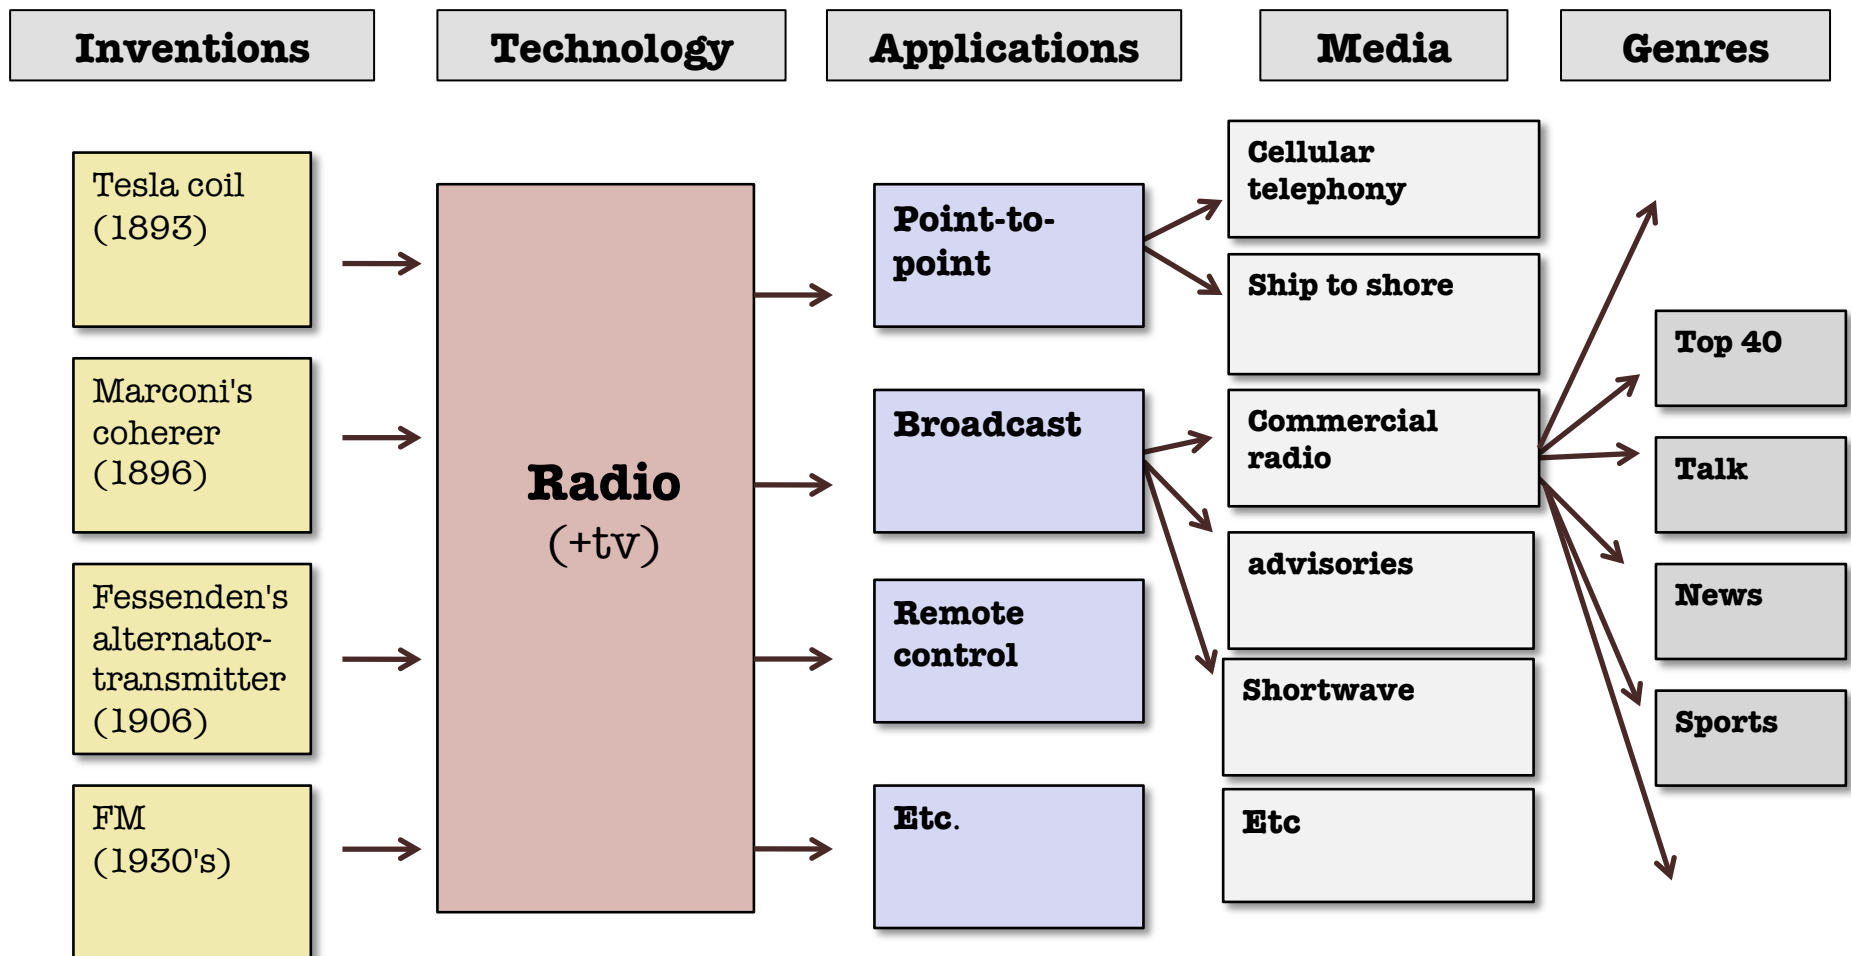 Inventions
Technology
Applications
Media
Genres
Tesla coil
(1893)
Marconi's
coherer
(1896)
Fessenden's
alternator-
transmitter
(1906)
FM
(1930's)
Radio
(+tv)
Point-to-
point
Broadcast
Remote
control
Etc.
Cellular
telephony
Ship to shore
Commercial
radio
advisories
Shortwave
Etc
Top 40
Talk
News
Sports